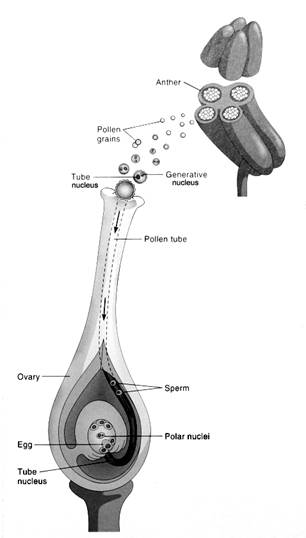 Anther
Pollen
grains
Tube
nucleus
Generative
nucleus
Pollen tube
Ovary
Sperm
Egg
Polar nuclei
Tube
nucleus